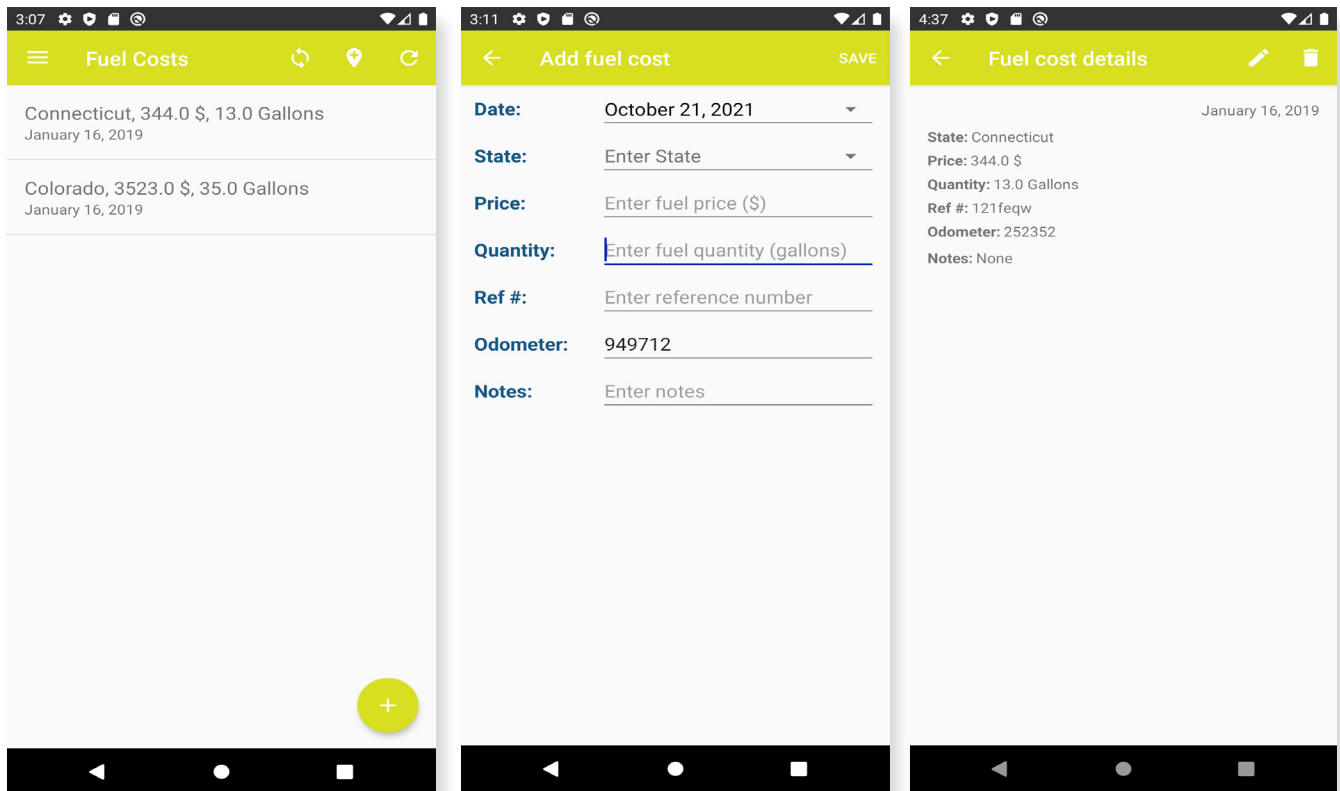 3:07
Fuel Costs
Connecticut, 344.0 $, 13.0 Gallons
January 16, 2019
Colorado, 3523.0 $, 35.0 Gallons
January 16, 2019
3:11
Add fuel cost
SAVE
Date: October 21, 2021
State: Enter State
Price: Enter fuel price ($)
Quantity: Enter fuel quantity (gallons)
Ref #: Enter reference number
Odometer: 949712
Notes: Enter notes
4:37
Fuel cost details
January 16, 2019
State: Connecticut
Price: 344.0 $
Quantity: 13.0 Gallons
Ref #: 121feqw
Odometer: 252352
Notes: None